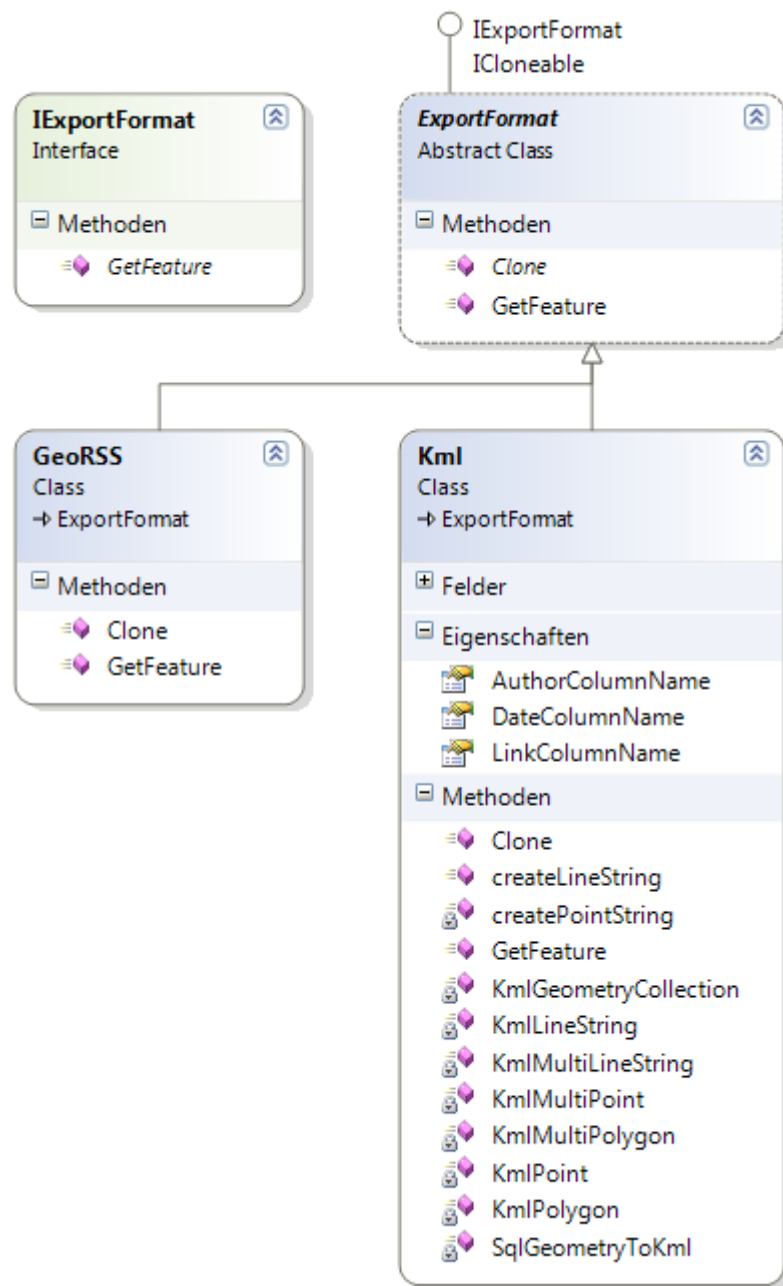 IExportFormat
ICloneable
IExportFormat
Interface
Methoden
GetFeature
ExportFormat
Abstract Class
Methoden
Clone
GetFeature
GeoRSS
Class
ExportFormat
Methoden
Clone
GetFeature
Kml
Class
ExportFormat
Felder
Eigenschaften
AuthorColumnName
DateColumnName
LinkColumnName
Methoden
Clone
createLineString
createPointString
GetFeature
KmlGeometryCollection
KmlLineString
KmlMultiLineString
KmlMultiPoint
KmlMultiPolygon
KmlPoint
KmlPolygon
SqlGeometryToKml